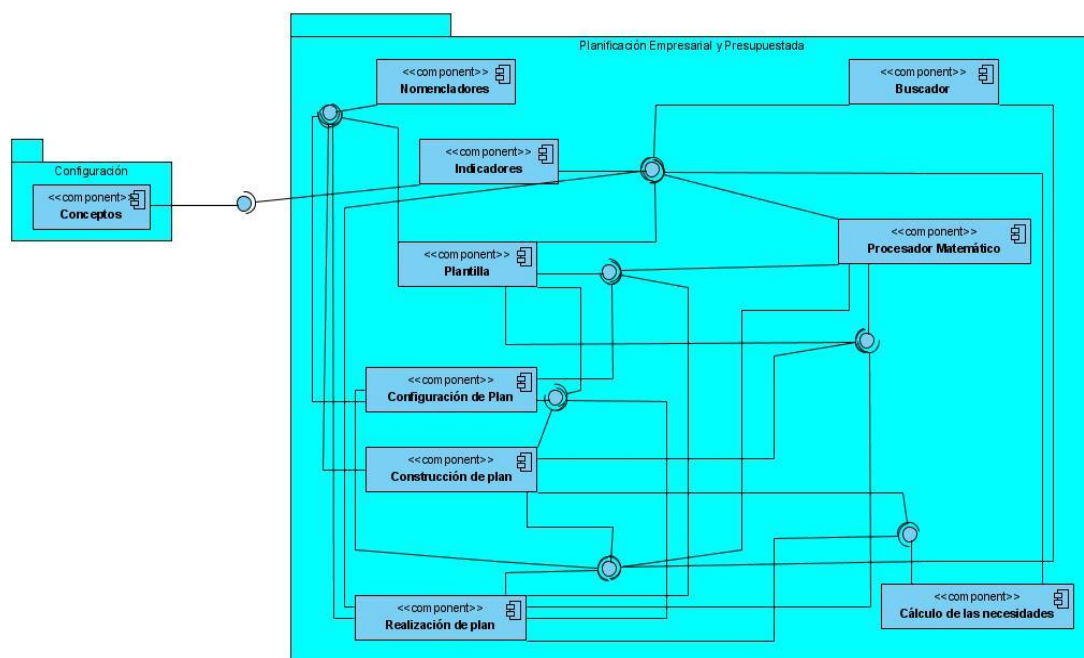 Planificación Empresarial y Presupuestada
<<component>>
Nomencladores
<<component>>
Buscador
<<component>>
Indicadores
Configuración
<<component>>
Conceptos
<<component>>
Procesador Matemático
<<component>>
Plantilla
<<component>>
Configuración de Plan
<<component>>
Construcción de plan
<<component>>
Cálculo de las necesidades
<<component>>
Realización de plan